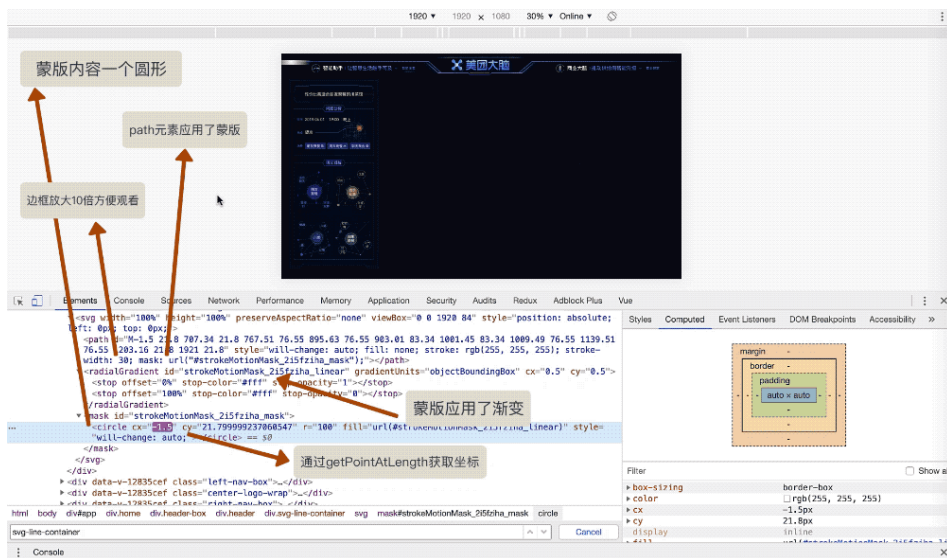 1920 ▼ 1920 × 1080 30% ▼ Online ▼
蒙版内容一个圆形
path元素应用了蒙版
边框放大10倍方便观看
美团大脑
Elements Console Sources Network Performance Memory Application Security Audits Redux Adblock Plus Vue
<svg width="100%" height="100%" preserveAspectRatio="none" viewBox="0 0 1920 84" style="position: absolute;
left: 0px; top: 0px;">
<path d="M-1.5 21.8 707.34 21.8 767.51 76.55 895.63 76.55 903.01 83.34 1001.45 83.34 1009.49 76.55 1139.51
76.55 1203.16 21.8 1921 21.8" style="will-change: auto; fill: none; stroke: rgb(255, 255, 255); stroke-
width: 30; mask: url("#strokeMotionMask_2i5fziha_mask");"></path>
<radialGradient id="strokeMotionMask_2i5fziha_linear" gradientUnits="objectBoundingBox" cx="0.5" cy="0.5">
<stop offset="0%" stop-color="#fff" stop-opacity="1"></stop>
<stop offset="100%" stop-color="#fff" stop-opacity="0"></stop>
</radialGradient>
蒙版应用了渐变
<mask id="strokeMotionMask_2i5fziha_mask">
<circle cx="-1.5" cy="21.799999237060547" r="100" fill="url(#strokeMotionMask_2i5fziha_linear)" style=
"will-change: auto;"></circle> == $0
</mask>
通过getPointAtLength获取坐标
</svg>
</div>
<div data-v-12835cef class="left-nav-box">…</div>
<div data-v-12835cef class="center-logo-wrap">…</div>
<div data-v-12835cef class="right-nav-box">…</div>
html body div#app div.home div.header-box div.header div.svg-line-container svg mask#strokeMotionMask_2i5fziha_mask circle
svg-line-container Cancel
Console
Styles Computed Event Listeners DOM Breakpoints Accessibility »
margin -
border -
padding
auto × auto
Filter Show a
box-sizing border-box
color rgb(255, 255, 255)
cx -1.5px
cy 21.8px
display inline